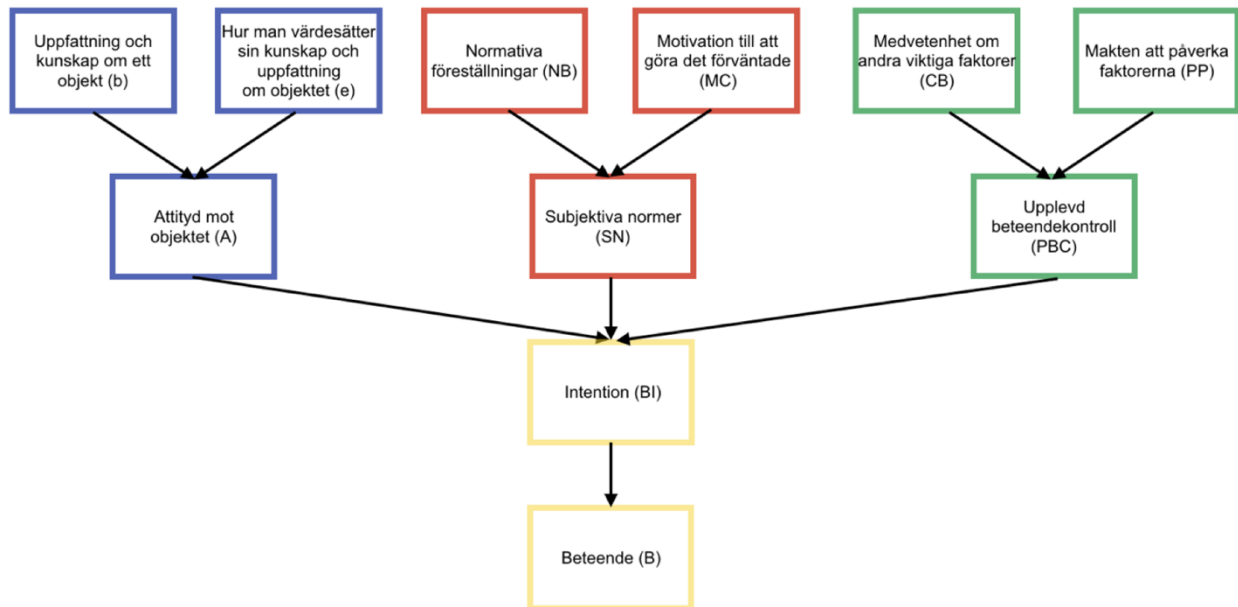 Uppfattning och
kunskap om ett
objekt (b)
Hur man värdesätter
sin kunskap och
uppfattning
om objektet (e)
Normativa
föreställningar (NB)
Motivation till att
göra det förväntade
(MC)
Medvetenhet om
andra viktiga faktorer
(CB)
Makten att påverka
faktorerna (PP)
Attityd mot
objektet (A)
Subjektiva normer
(SN)
Upplevd
beteendekontroll
(PBC)
Intention (BI)
Beteende (B)